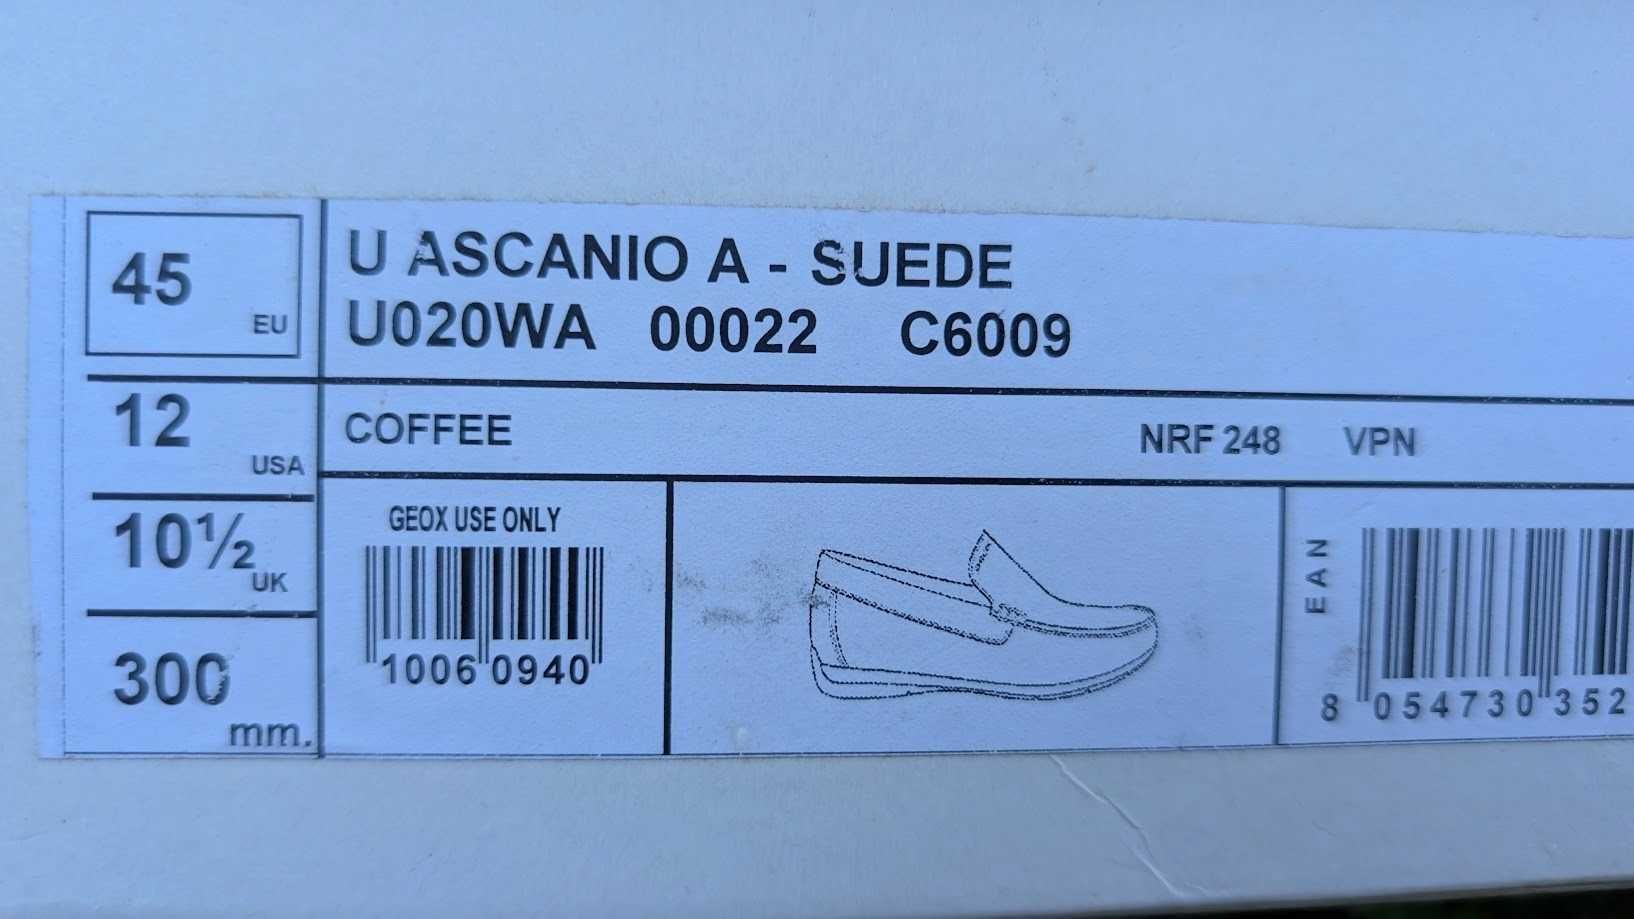 45 EU
U ASCANIO A - SUEDE
U020WA 00022 C6009
12 USA
COFFEE NRF 248 VPN
10½ UK
GEOX USE ONLY
1006 0940
300 mm.
EAN
8 054730 352